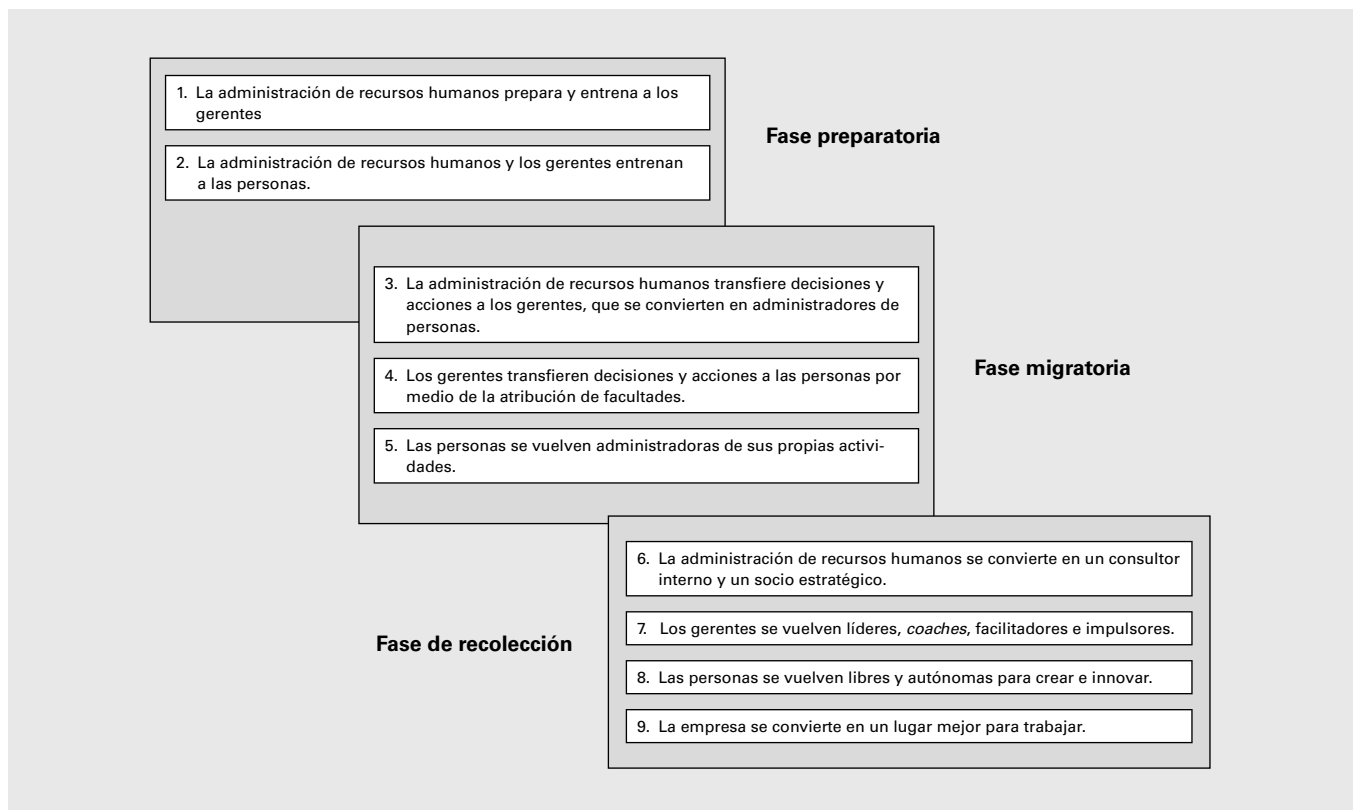 1. La administración de recursos humanos prepara y entrena a los
gerentes
2. La administración de recursos humanos y los gerentes entrenan
a las personas.
Fase preparatoria
3. La administración de recursos humanos transfiere decisiones y
acciones a los gerentes, que se convierten en administradores de
personas.
4. Los gerentes transfieren decisiones y acciones a las personas por
medio de la atribución de facultades.
5. Las personas se vuelven administradoras de sus propias activi-
dades.
Fase migratoria
Fase de recolección
6. La administración de recursos humanos se convierte en un consultor
interno y un socio estratégico.
7. Los gerentes se vuelven líderes, coaches, facilitadores e impulsores.
8. Las personas se vuelven libres y autónomas para crear e innovar.
9. La empresa se convierte en un lugar mejor para trabajar.